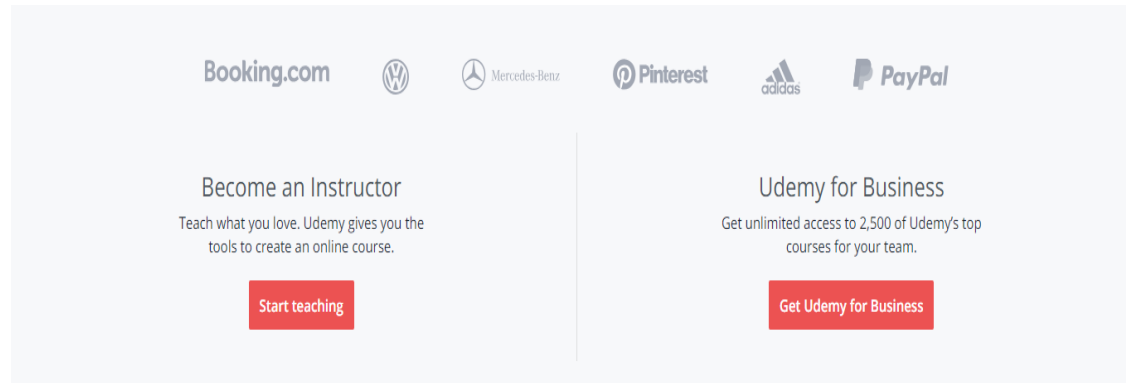 Booking.com
Mercedes-Benz
Pinterest
adidas
PayPal
Become an Instructor
Teach what you love. Udemy gives you the
tools to create an online course.
Start teaching
Udemy for Business
Get unlimited access to 2,500 of Udemy's top
courses for your team.
Get Udemy for Business